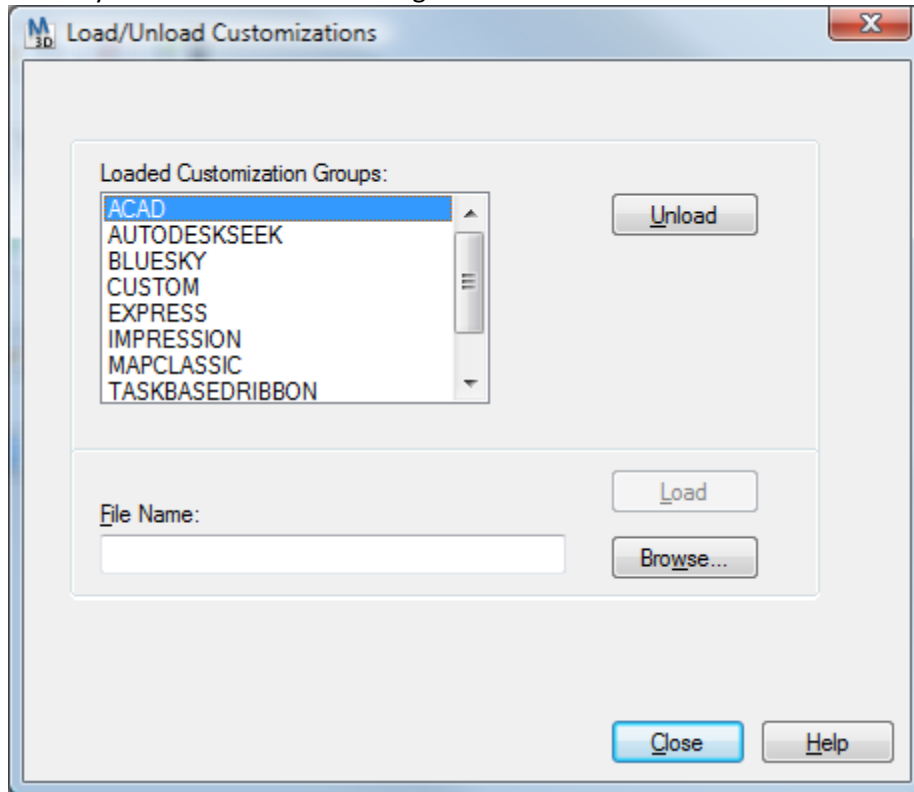 M
3D
Load/Unload Customizations
Loaded Customization Groups:
ACAD
AUTODESKSEEK
BLUESKY
CUSTOM
EXPRESS
IMPRESSION
MAPCLASSIC
TASKBASEDRIBBON
Unload
Load
File Name:
Browse...
Close
Help